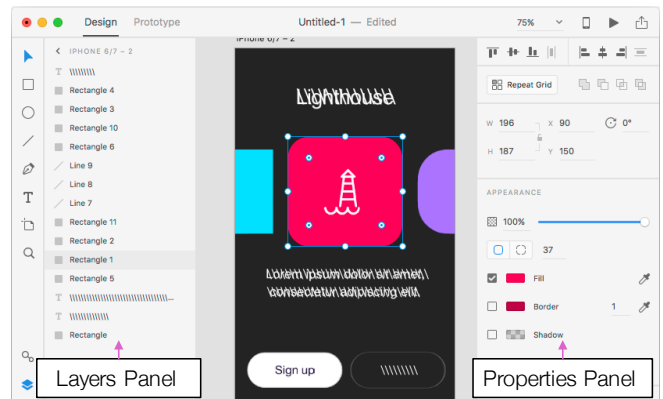 Design Prototype Untitled-1 — Edited 75%
IPHONE 6/7 – 2
T \\\\\\\\\
Rectangle 4
Rectangle 3
Rectangle 10
Rectangle 6
Line 9
Line 8
Line 7
Rectangle 11
Rectangle 2
Rectangle 1
Rectangle 5
Rectangle
Layers Panel
iPhone 6/7 – 2
Lighthouse
Lorem ipsum dolor sit amet,
consectetur adipiscing elit
Sign up
Repeat Grid
W 196 X 90 0°
H 187 Y 150
APPEARANCE
100%
37
Fill
Border 1
Shadow
Properties Panel